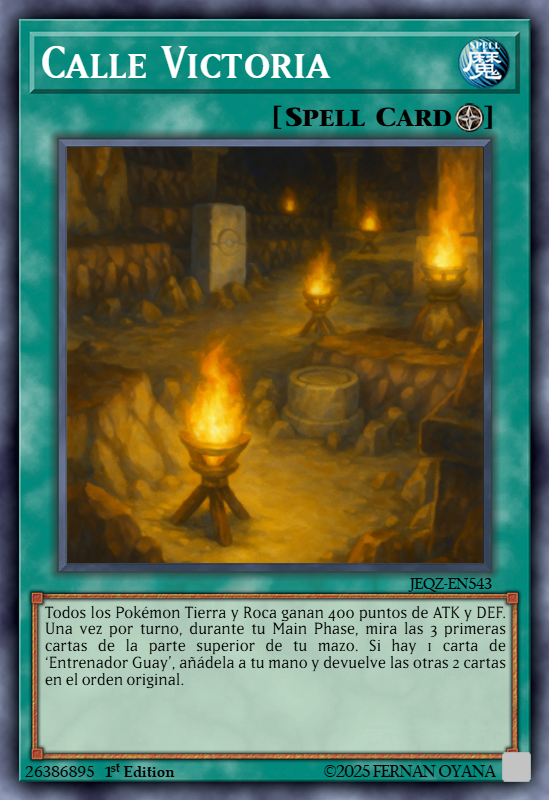 Calle Victoria
SPELL
魔
[Spell Card]
JEQZ-EN543
Todos los Pokémon Tierra y Roca ganan 400 puntos de ATK y DEF.
Una vez por turno, durante tu Main Phase, mira las 3 primeras
cartas de la parte superior de tu mazo. Si hay 1 carta de
‘Entrenador Guay’, añádela a tu mano y devuelve las otras 2 cartas
en el orden original.
26386895 1st Edition ©2025 FERNAN OYANA